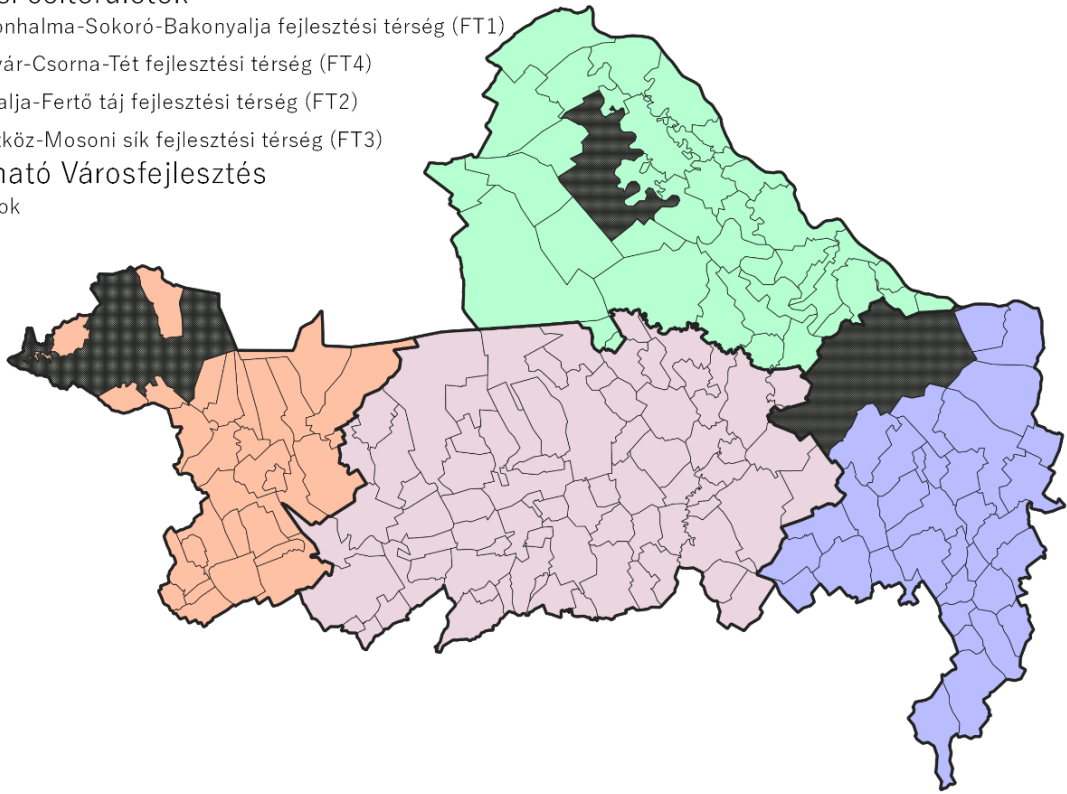 onhalma-Sokoró-Bakonyalja fejlesztési térség (FT1)
vár-Csorna-Tét fejlesztési térség (FT4)
alja-Fertő táj fejlesztési térség (FT2)
köz-Mosoni sík fejlesztési térség (FT3)
ható Városfejlesztés
ok